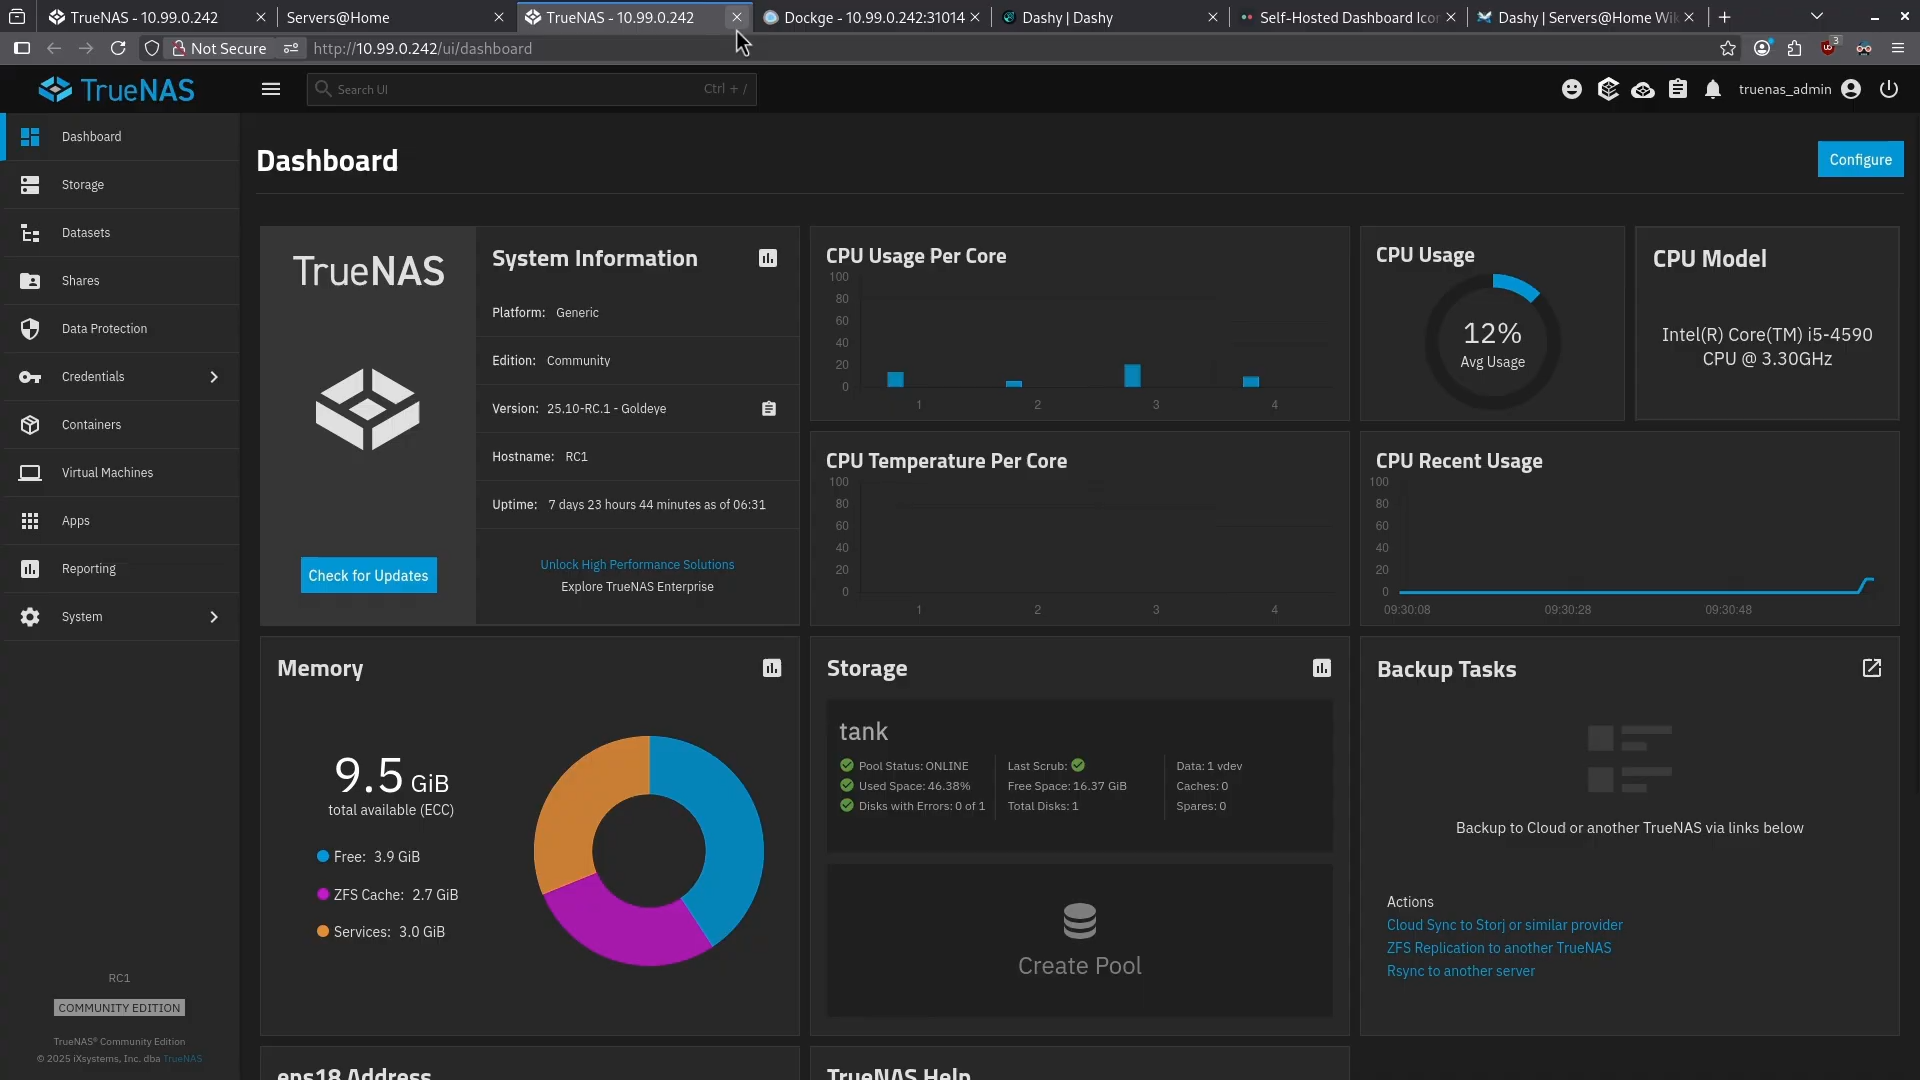 TrueNAS - 10.99.0.242
Servers@Home
TrueNAS - 10.99.0.242
Dockge - 10.99.0.242:31014
Dashy | Dashy
Self-Hosted Dashboard Icon
Dashy | Servers@Home Wik
Not Secure
http://10.99.0.242/ui/dashboard
3
TrueNAS
Search UI
Ctrl + /
truenas_admin
Dashboard
Storage
Datasets
Shares
Data Protection
Credentials
Containers
Virtual Machines
Apps
Reporting
System
RC1
COMMUNITY EDITION
TrueNAS® Community Edition
© 2025 iXsystems, Inc. dba TrueNAS
Dashboard
Configure
TrueNAS
Check for Updates
System Information
Platform: Generic
Edition: Community
Version: 25.10-RC.1 - Goldeye
Hostname: RC1
Uptime: 7 days 23 hours 44 minutes as of 06:31
Unlock High Performance Solutions
Explore TrueNAS Enterprise
CPU Usage Per Core
100
80
60
40
20
0
1 2 3 4
CPU Usage
12%
Avg Usage
CPU Model
Intel(R) Core(TM) i5-4590
CPU @ 3.30GHz
CPU Temperature Per Core
100
80
60
40
20
0
1 2 3 4
CPU Recent Usage
100
80
60
40
20
0
09:30:08 09:30:28 09:30:48
Memory
9.5 GiB
total available (ECC)
Free: 3.9 GiB
ZFS Cache: 2.7 GiB
Services: 3.0 GiB
Storage
tank
Pool Status: ONLINE
Used Space: 46.38%
Disks with Errors: 0 of 1
Last Scrub:
Free Space: 16.37 GiB
Total Disks: 1
Data: 1 vdev
Caches: 0
Spares: 0
Create Pool
Backup Tasks
Backup to Cloud or another TrueNAS via links below
Actions
Cloud Sync to Storj or similar provider
ZFS Replication to another TrueNAS
Rsync to another server
ens18 Address
TrueNAS Help